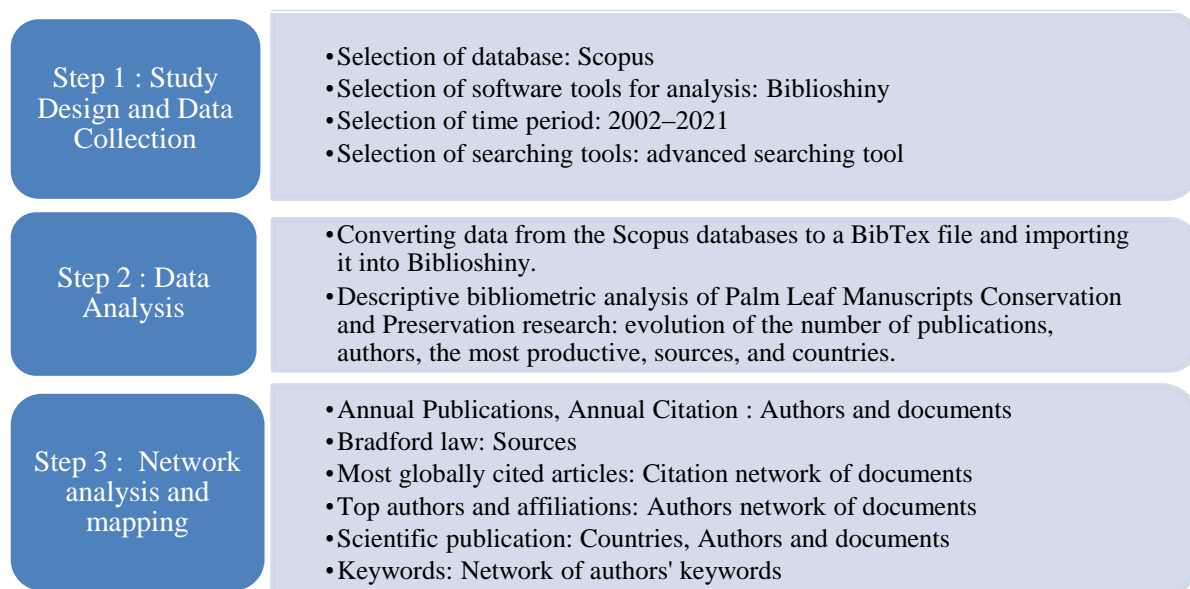 Step 1 : Study
Design and Data
Collection
•Selection of database: Scopus
•Selection of software tools for analysis: Biblioshiny
•Selection of time period: 2002–2021
•Selection of searching tools: advanced searching tool
Step 2 : Data
Analysis
•Converting data from the Scopus databases to a BibTex file and importing
it into Biblioshiny.
•Descriptive bibliometric analysis of Palm Leaf Manuscripts Conservation
and Preservation research: evolution of the number of publications,
authors, the most productive, sources, and countries.
Step 3 : Network
analysis and
mapping
•Annual Publications, Annual Citation : Authors and documents
•Bradford law: Sources
•Most globally cited articles: Citation network of documents
•Top authors and affiliations: Authors network of documents
•Scientific publication: Countries, Authors and documents
•Keywords: Network of authors' keywords